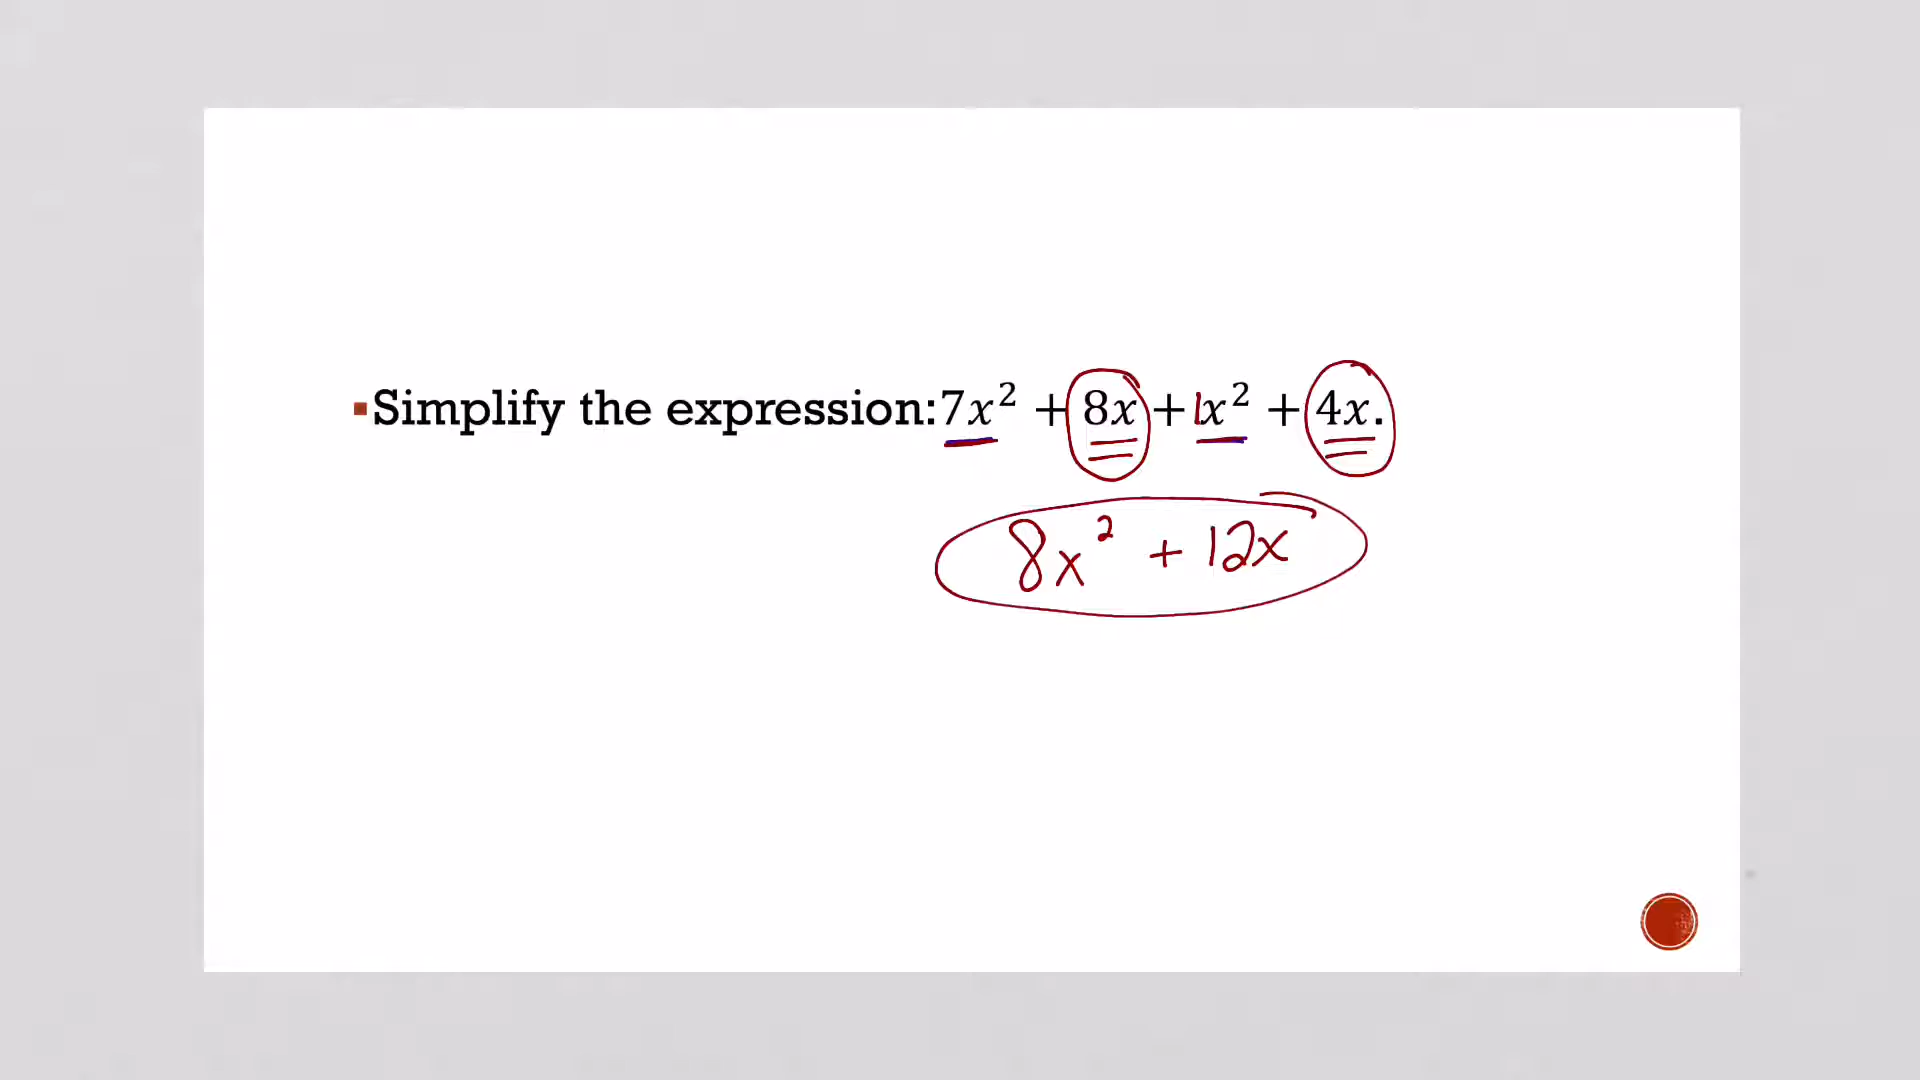 ▪Simplify the expression: 7x² + 8x + 1x² + 4x.
8x² + 12x